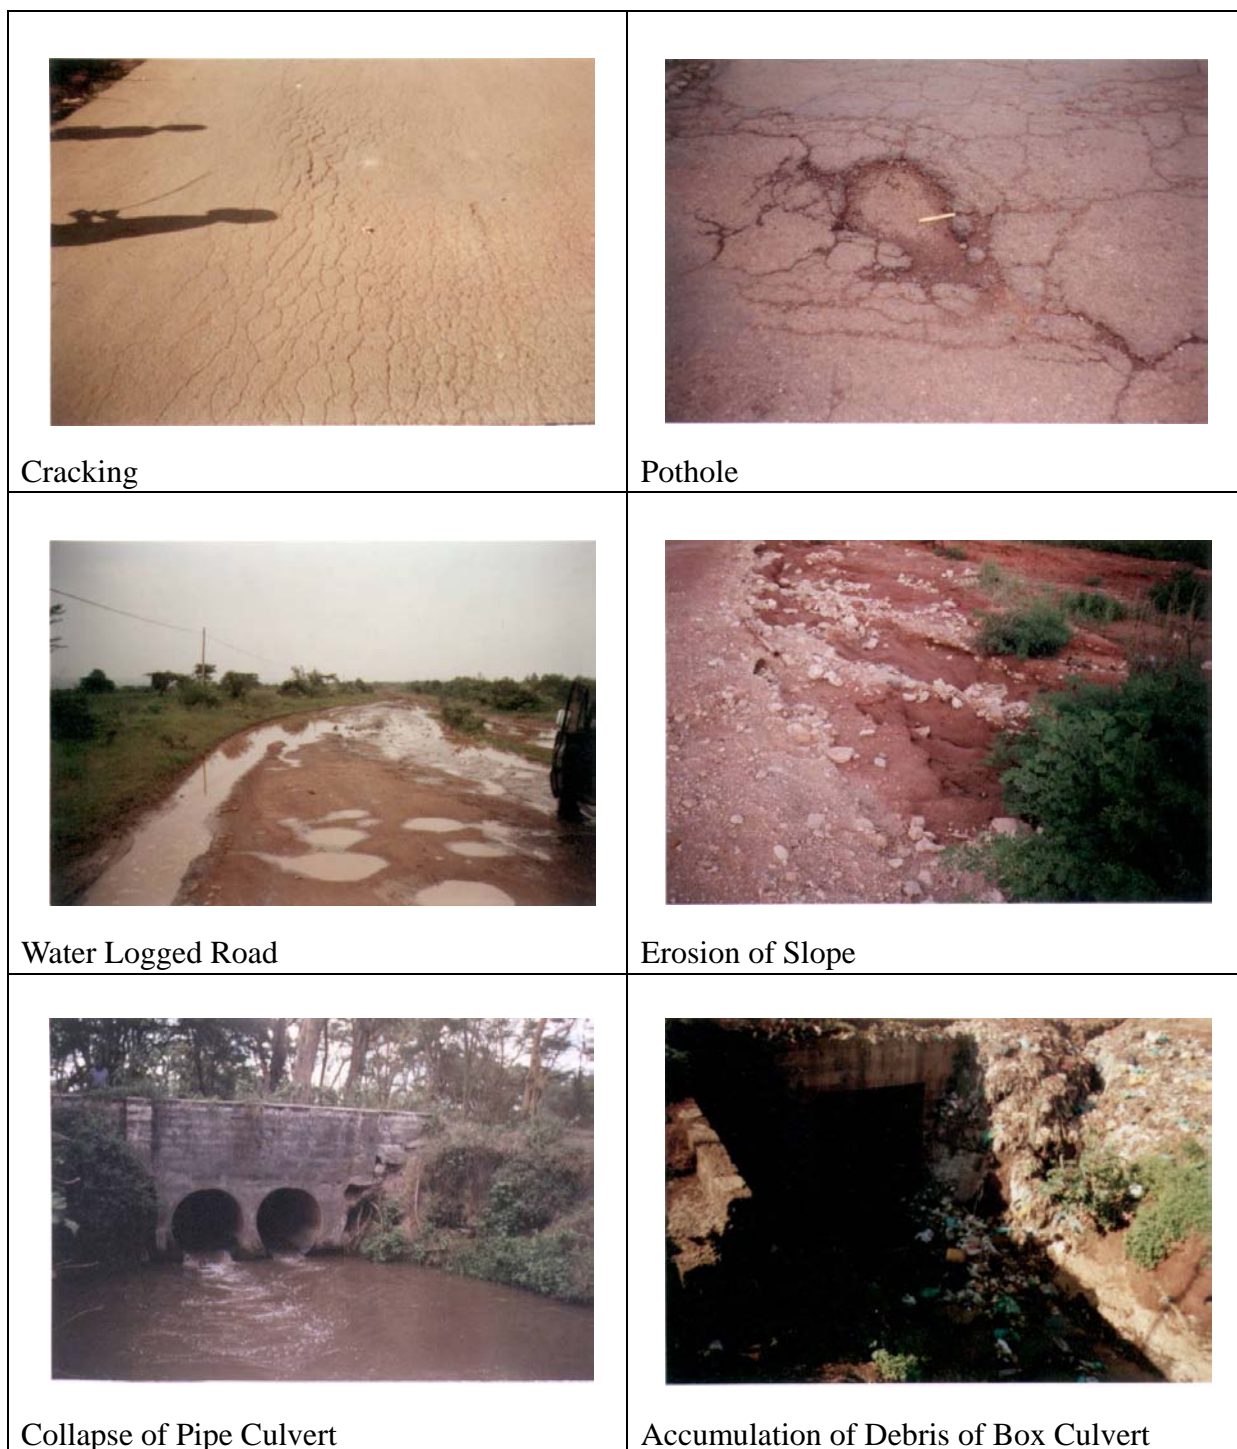 Cracking
Pothole
Water Logged Road
Erosion of Slope
Collapse of Pipe Culvert
Accumulation of Debris of Box Culvert